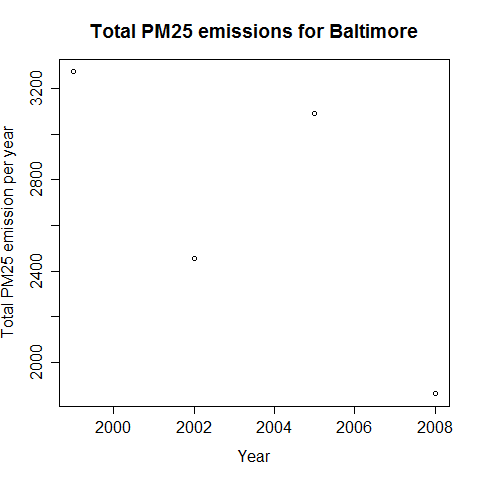 Total PM25 emissions for Baltimore
Total PM25 emission per year
3200
2800
2400
2000
2000 2002 2004 2006 2008
Year